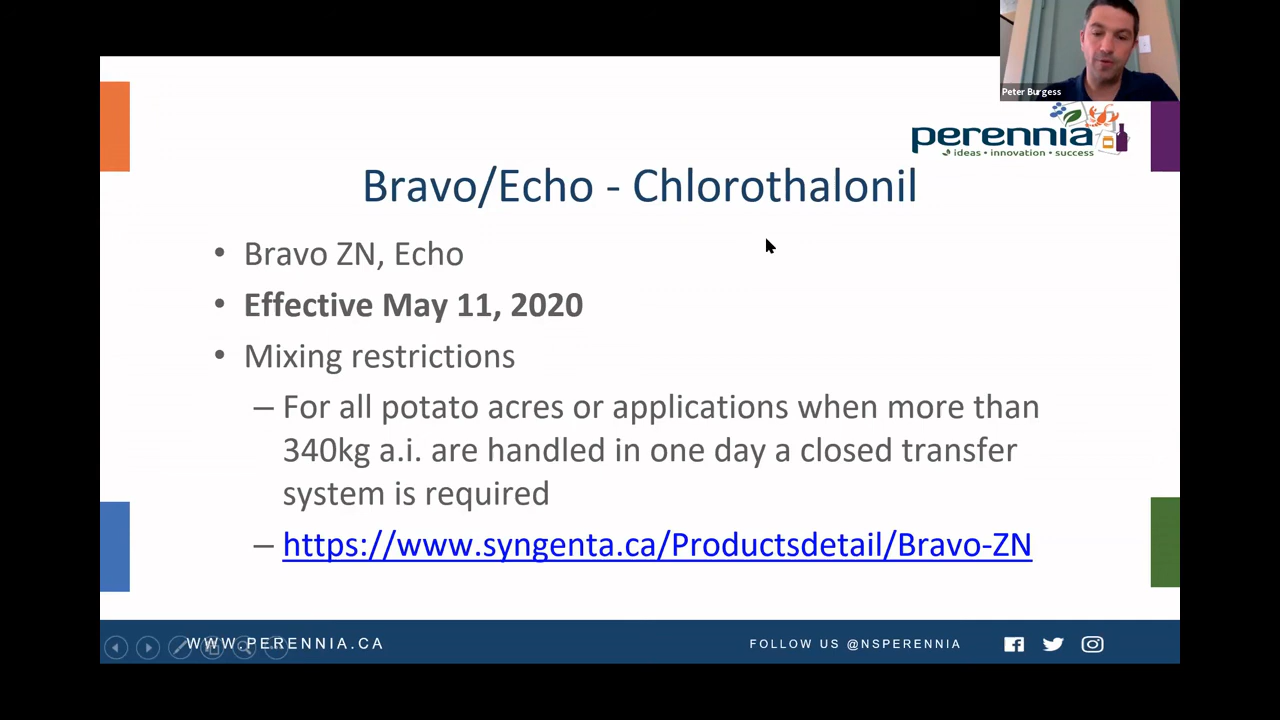 Peter Burgess
perennia
ideas • innovation • success
Bravo/Echo - Chlorothalonil
• Bravo ZN, Echo
• Effective May 11, 2020
• Mixing restrictions
– For all potato acres or applications when more than
340kg a.i. are handled in one day a closed transfer
system is required
– https://www.syngenta.ca/Productsdetail/Bravo-ZN
WWW.PERENNIA.CA
FOLLOW US @NSPERENNIA